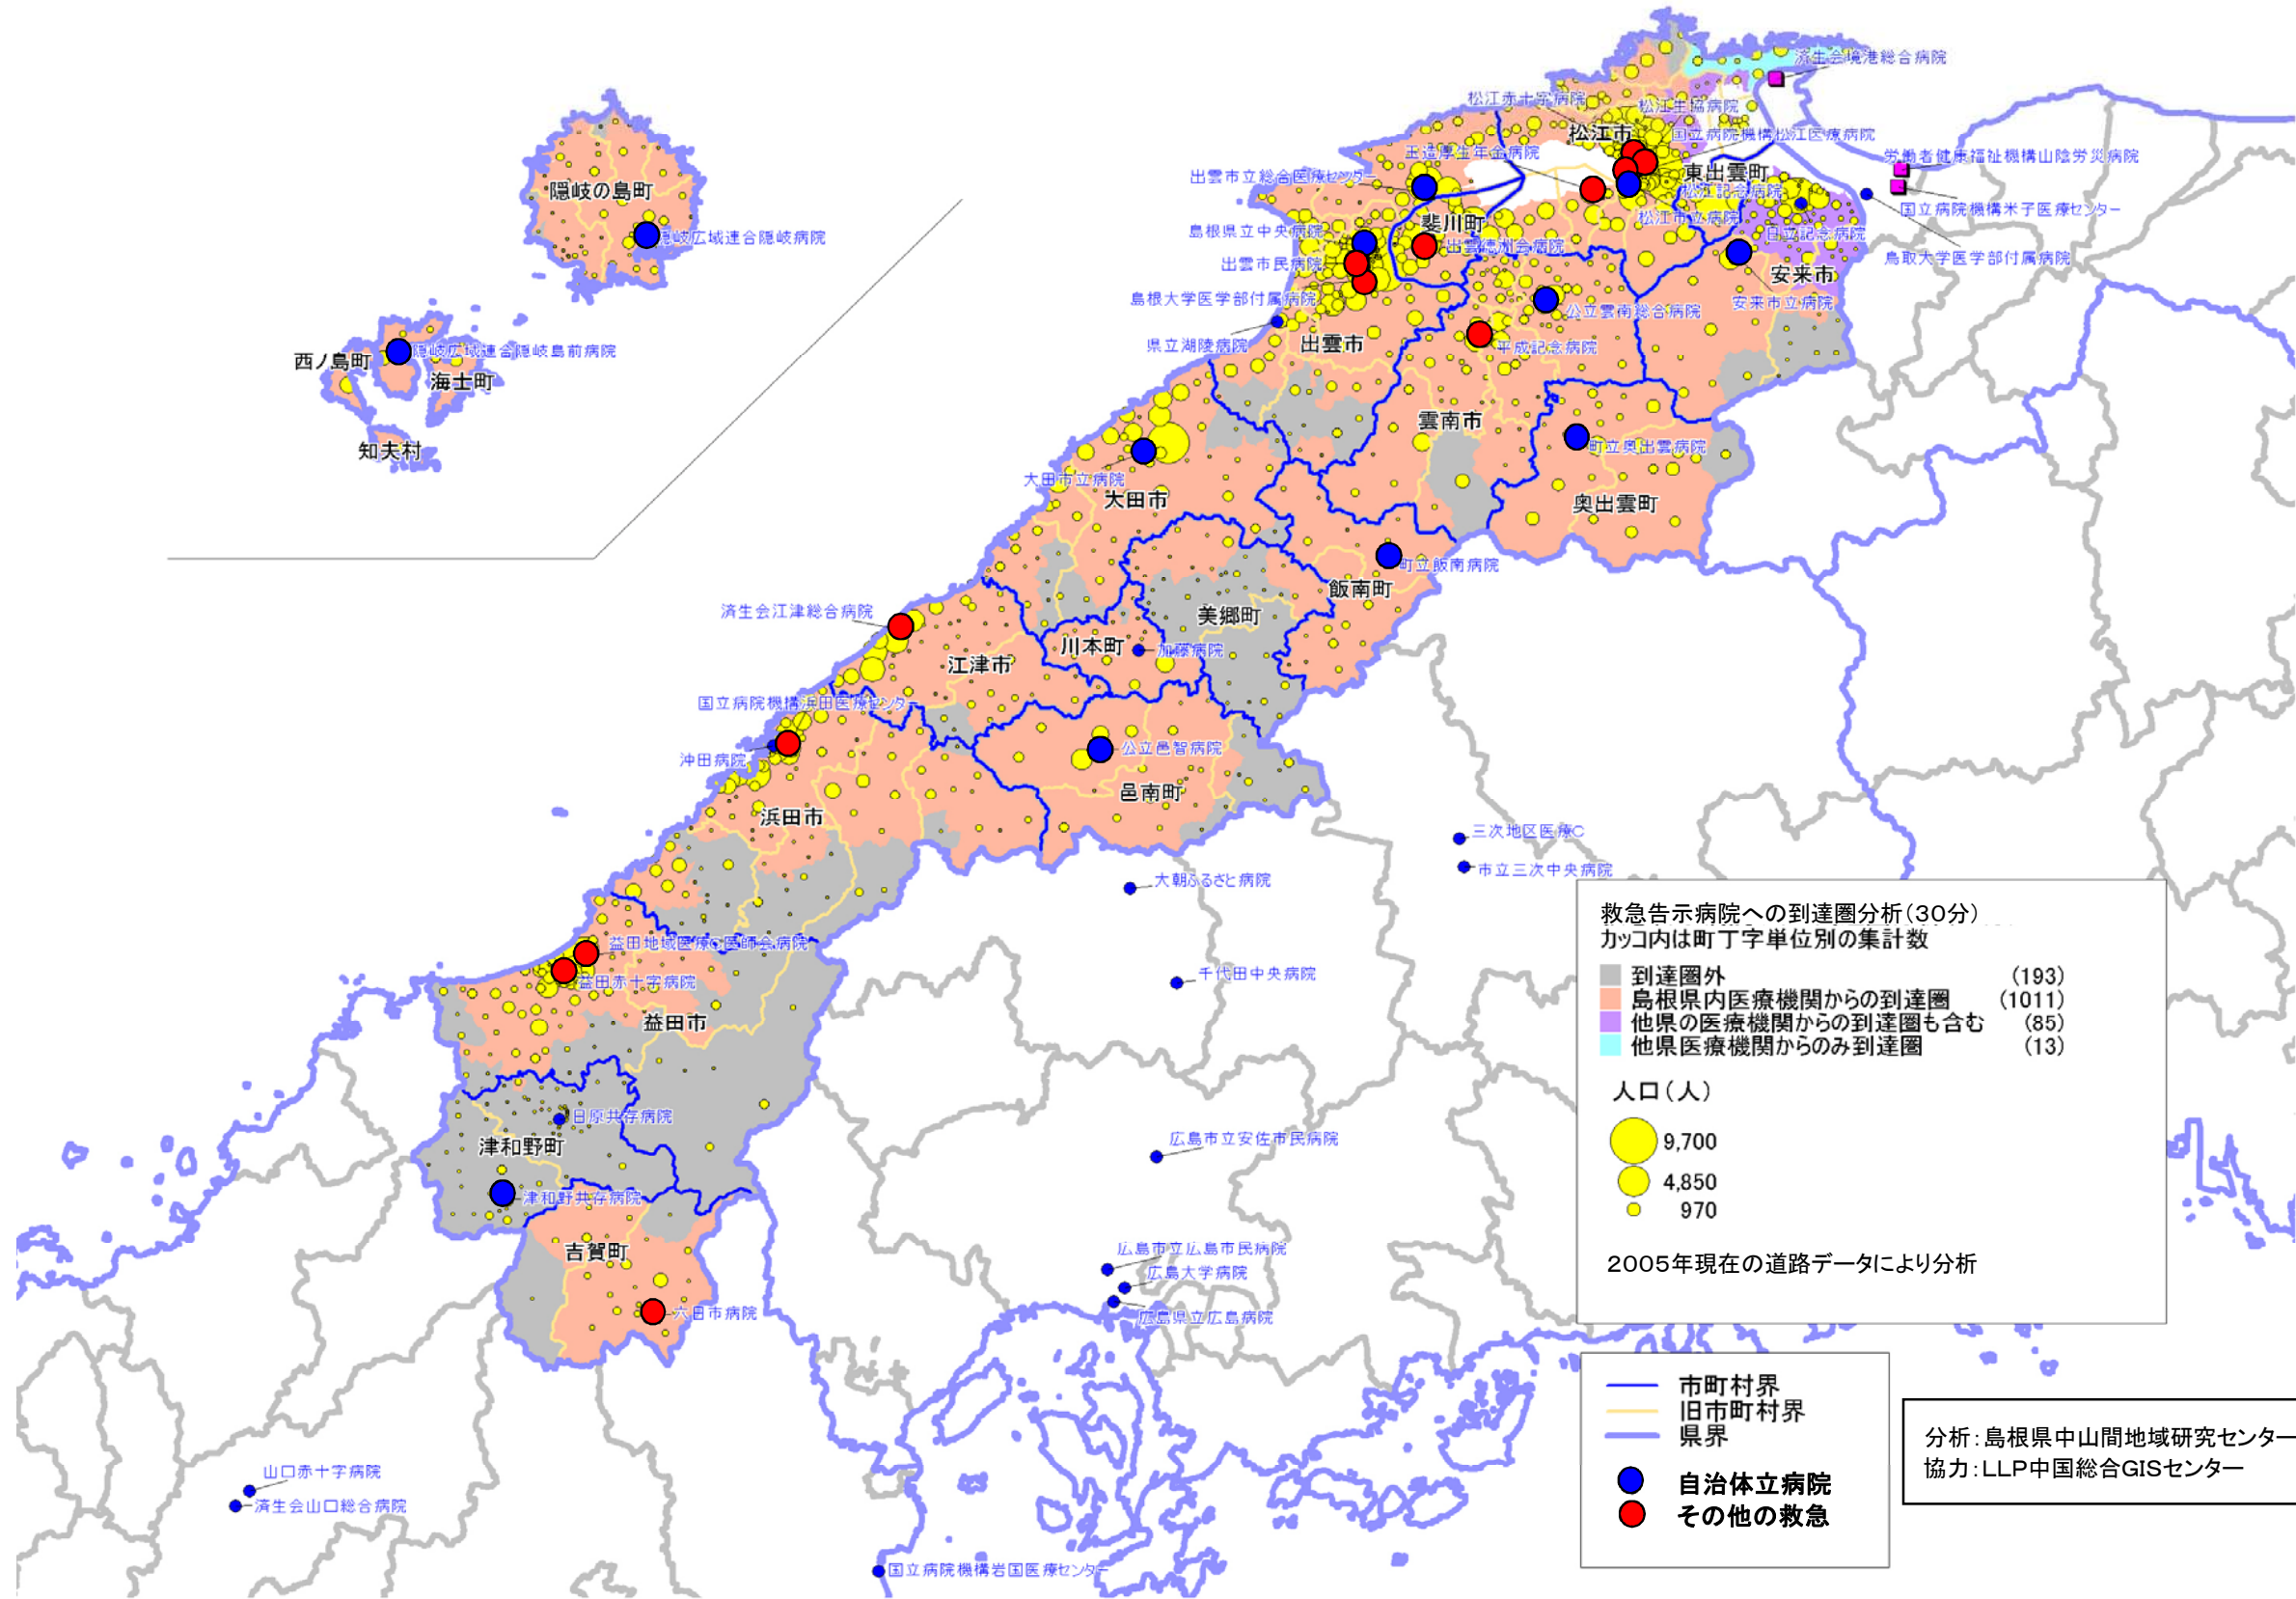 済生会境港総合病院
松江赤十字病院
松江生協病院
松江市
国立病院機構松江医療病院
玉造厚生年金病院
労働者健康福祉機構山陰労災病院
出雲市立総合医療センター
東出雲町
松江記念病院
国立病院機構米子医療センター
隠岐の島町
斐川町
松江市立病院
島根県立中央病院
日立記念病院
隠岐広域連合隠岐病院
出雲徳洲会病院
鳥取大学医学部付属病院
出雲市民病院
安来市
島根大学医学部付属病院
安来市立病院
公立雲南総合病院
県立湖陵病院
出雲市
平成記念病院
隠岐広域連合隠岐島前病院
西ノ島町
海士町
雲南市
知夫村
町立奥出雲病院
大田市立病院
大田市
奥出雲町
町立飯南病院
飯南町
済生会江津総合病院
美郷町
川本町
加藤病院
江津市
国立病院機構浜田医療センター
公立邑智病院
沖田病院
邑南町
浜田市
三次地区医療C
市立三次中央病院
大朝ふるさと病院
益田地域医療C医師会病院
千代田中央病院
益田赤十字病院
益田市
日原共存病院
津和野町
広島市立安佐市民病院
津和野共存病院
吉賀町
広島市立広島市民病院
広島大学病院
六日市病院
広島県立広島病院
山口赤十字病院
済生会山口総合病院
国立病院機構岩国医療センター
救急告示病院への到達圏分析(30分)
カッコ内は町丁字単位別の集計数
到達圏外 (193)
島根県内医療機関からの到達圏 (1011)
他県の医療機関からの到達圏も含む (85)
他県医療機関からのみ到達圏 (13)
人口(人)
9,700
4,850
970
2005年現在の道路データにより分析
市町村界
旧市町村界
県界
自治体立病院
その他の救急
分析:島根県中山間地域研究センター
協力:LLP中国総合GISセンター